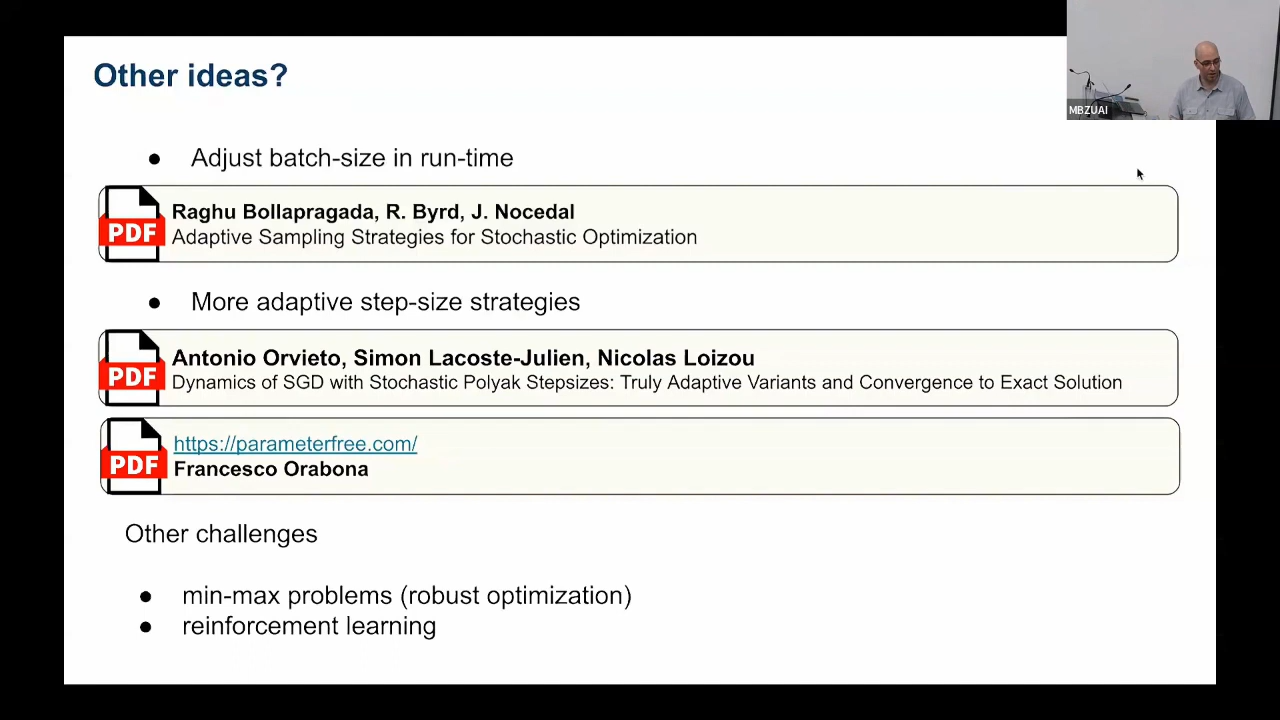 Other ideas?
MBZUAI
● Adjust batch-size in run-time
PDF
Raghu Bollapragada, R. Byrd, J. Nocedal
Adaptive Sampling Strategies for Stochastic Optimization
● More adaptive step-size strategies
PDF
Antonio Orvieto, Simon Lacoste-Julien, Nicolas Loizou
Dynamics of SGD with Stochastic Polyak Stepsizes: Truly Adaptive Variants and Convergence to Exact Solution
PDF
https://parameterfree.com/
Francesco Orabona
Other challenges
● min-max problems (robust optimization)
● reinforcement learning